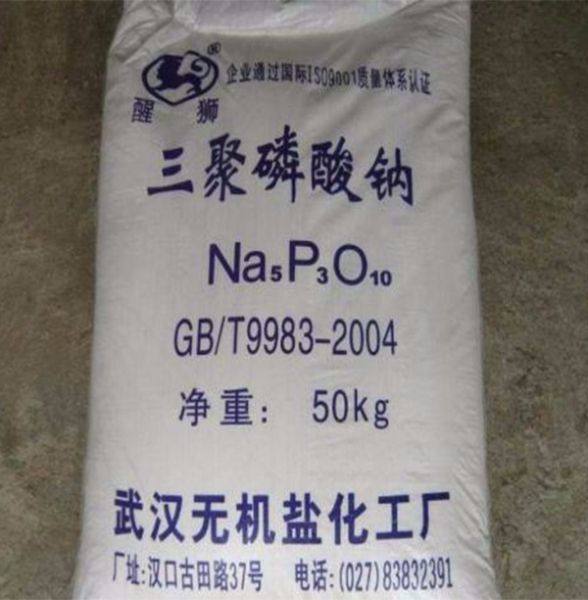 企业通过国际ISO9001质量体系认证
®
醒狮
三聚磷酸钠
Na₅P₃O₁₀
GB/T9983-2004
净重： 50kg
武汉无机盐化工厂
厂址:汉口古田路37号 电话:(027)83832391